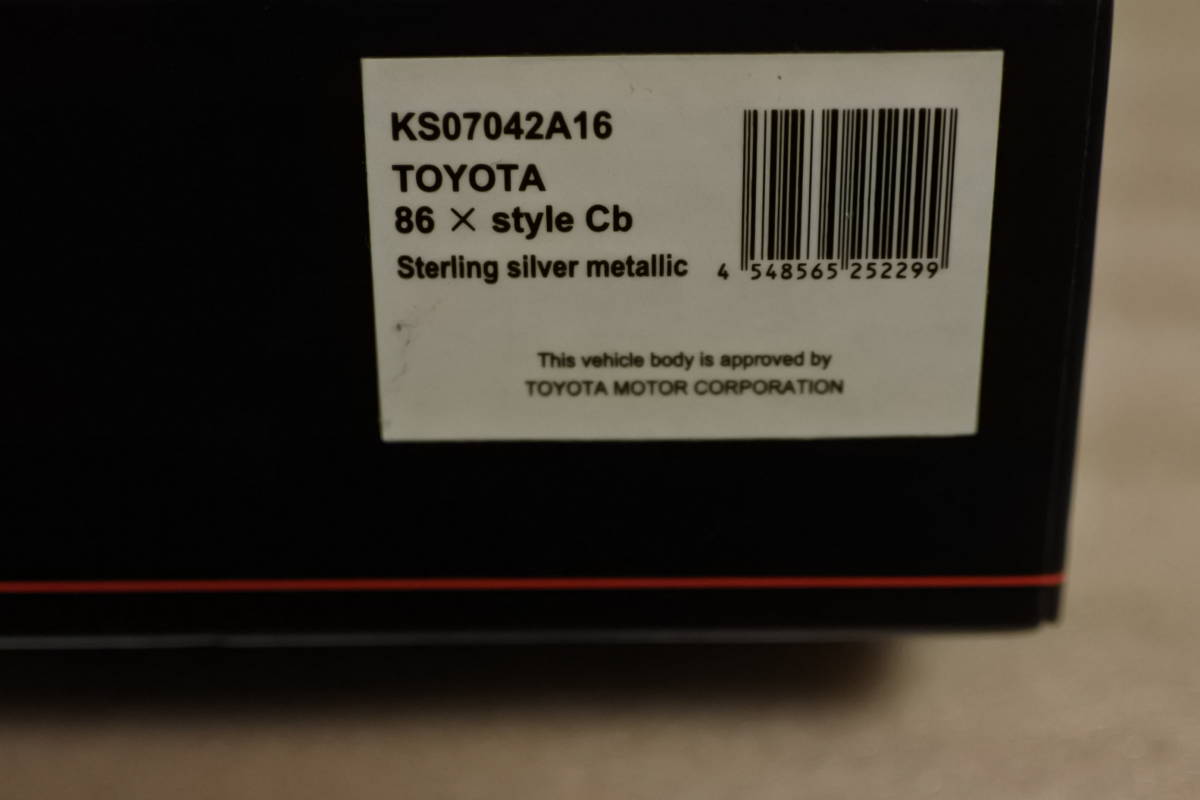 KS07042A16
TOYOTA
86 × style Cb
Sterling silver metallic
4 548565 252299
This vehicle body is approved by
TOYOTA MOTOR CORPORATION